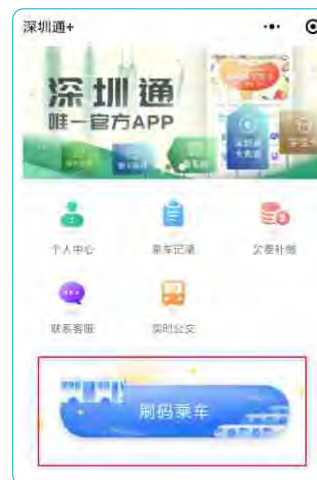 深圳通+
深圳通
唯一官方APP
个人中心
乘车记录
欠费补缴
联系客服
实时公交
刷码乘车